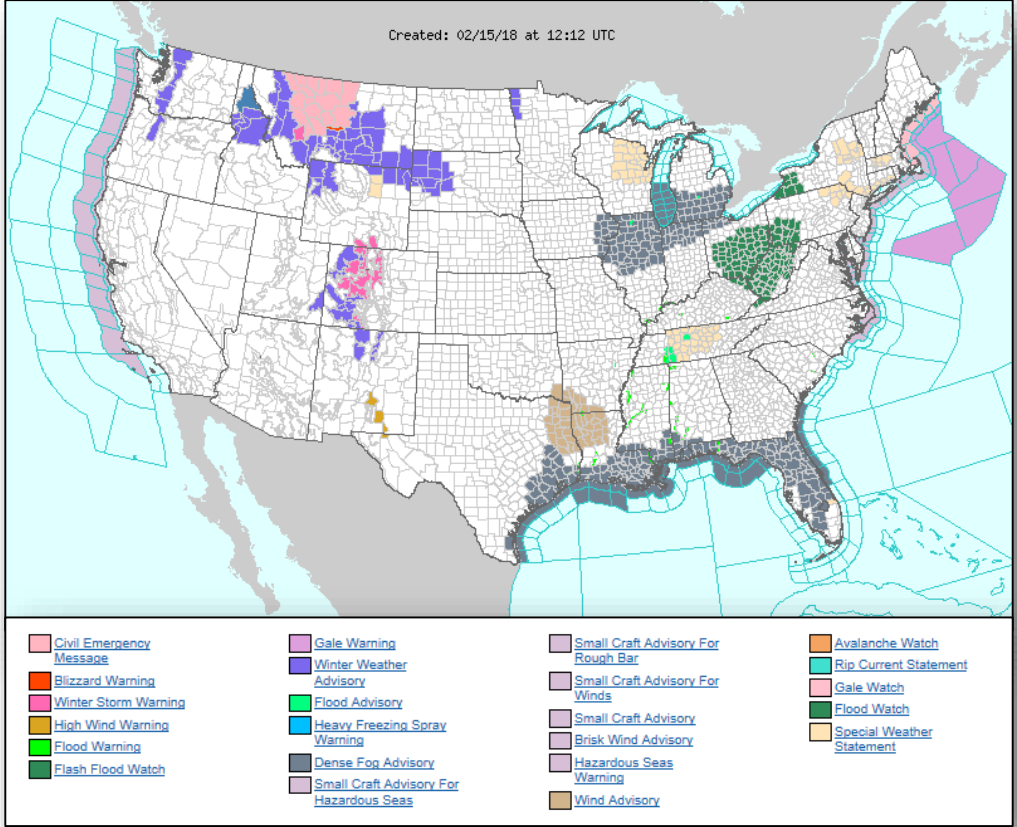 Created: 02/15/18 at 12:12 UTC
Civil Emergency
Message
Blizzard Warning
Winter Storm Warning
High Wind Warning
Flood Warning
Flash Flood Watch
Gale Warning
Winter Weather
Advisory
Flood Advisory
Heavy Freezing Spray
Warning
Dense Fog Advisory
Small Craft Advisory For
Hazardous Seas
Small Craft Advisory For
Rough Bar
Small Craft Advisory For
Winds
Small Craft Advisory
Brisk Wind Advisory
Hazardous Seas
Warning
Wind Advisory
Avalanche Watch
Rip Current Statement
Gale Watch
Flood Watch
Special Weather
Statement